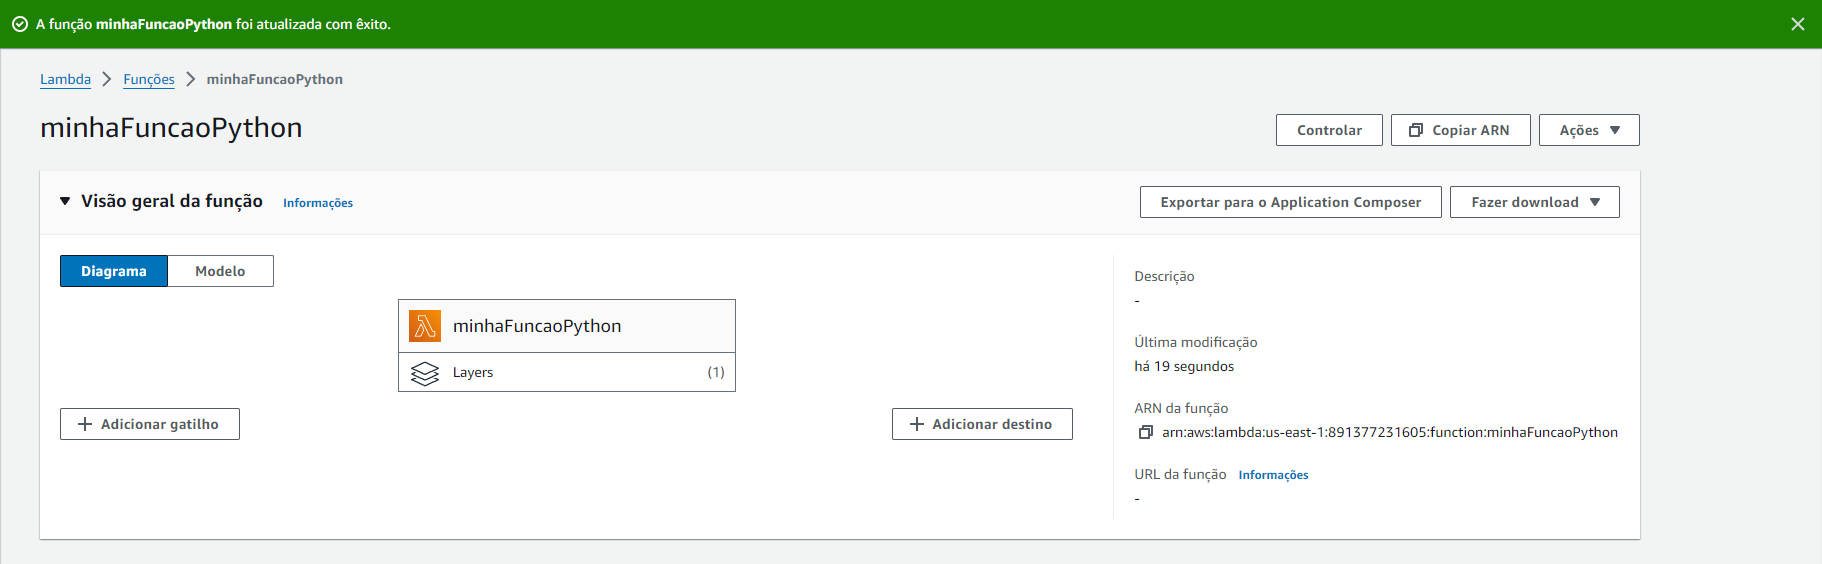 A função minhaFuncaoPython foi atualizada com êxito.
Lambda > Funções > minhaFuncaoPython
minhaFuncaoPython
Controlar
Copiar ARN
Ações
Visão geral da função Informações
Exportar para o Application Composer
Fazer download
Diagrama
Modelo
minhaFuncaoPython
Layers (1)
+ Adicionar gatilho
+ Adicionar destino
Descrição
-
Última modificação
há 19 segundos
ARN da função
arn:aws:lambda:us-east-1:891377231605:function:minhaFuncaoPython
URL da função Informações
-